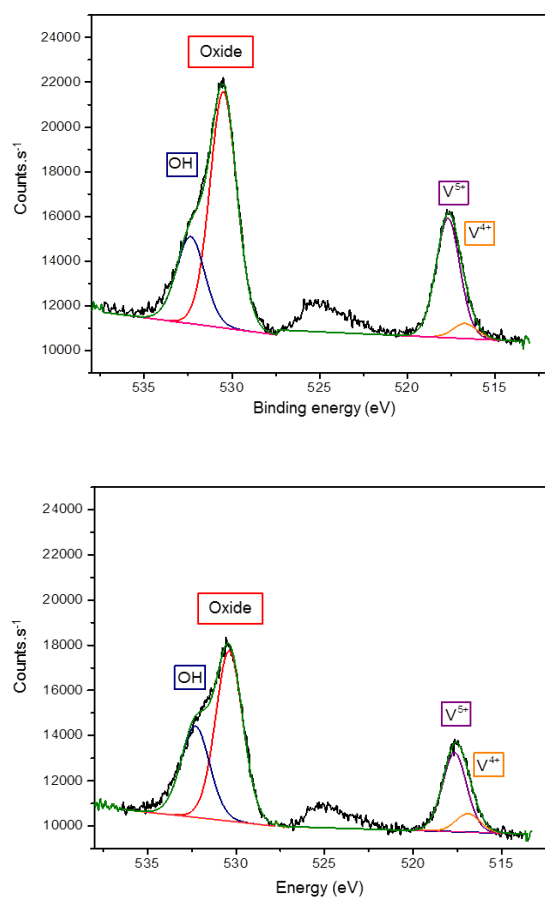 Oxide
24000
22000
20000
18000
16000
14000
12000
10000
OH
V⁵⁺
V⁴⁺
Counts.s⁻¹
535 530 525 520 515
Binding energy (eV)
24000
22000
20000
18000
16000
14000
12000
10000
Oxide
OH
V⁵⁺
V⁴⁺
Counts.s⁻¹
535 530 525 520 515
Energy (eV)